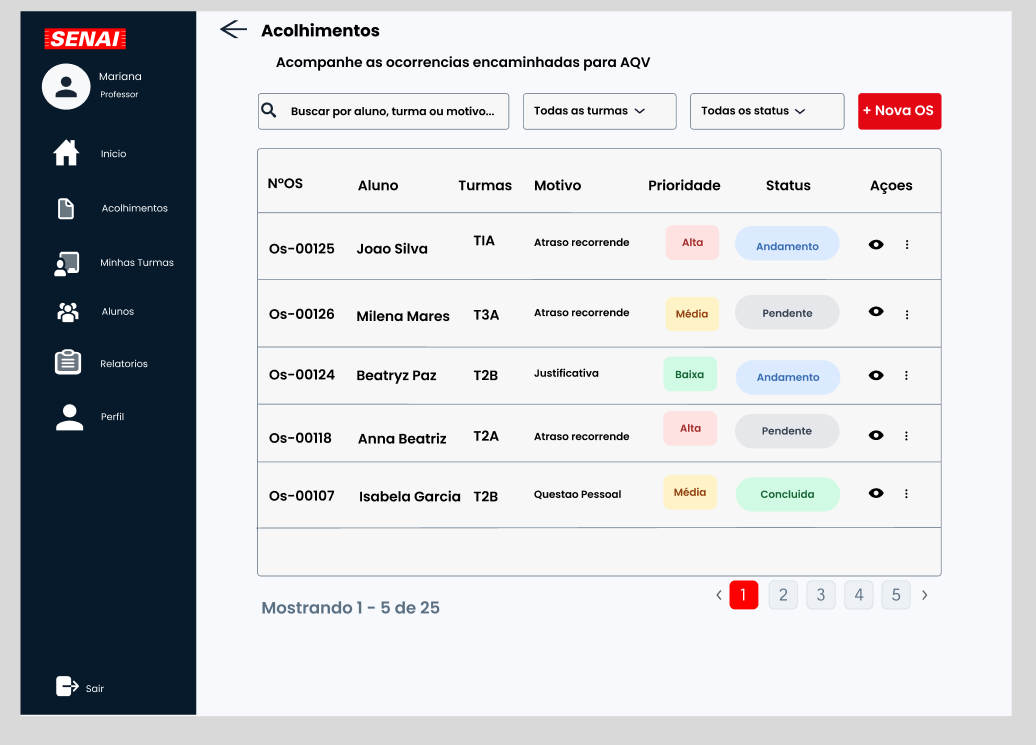 SENAI
Mariana
Professor
Inicio
Acolhimentos
Minhas Turmas
Alunos
Relatorios
Perfil
Sair
Acolhimentos
Acompanhe as ocorrencias encaminhadas para AQV
Buscar por aluno, turma ou motivo...
Todas as turmas
Todos os status
+ Nova OS
NºOS Aluno Turmas Motivo Prioridade Status Açoes
Os-00125 Joao Silva TIA Atraso recorrende Alta Andamento
Os-00126 Milena Mares T3A Atraso recorrende Média Pendente
Os-00124 Beatryz Paz T2B Justificativa Baixa Andamento
Os-00118 Anna Beatriz T2A Atraso recorrende Alta Pendente
Os-00107 Isabela Garcia T2B Questao Pessoal Média Concluida
Mostrando 1 - 5 de 25
‹ 1 2 3 4 5 ›